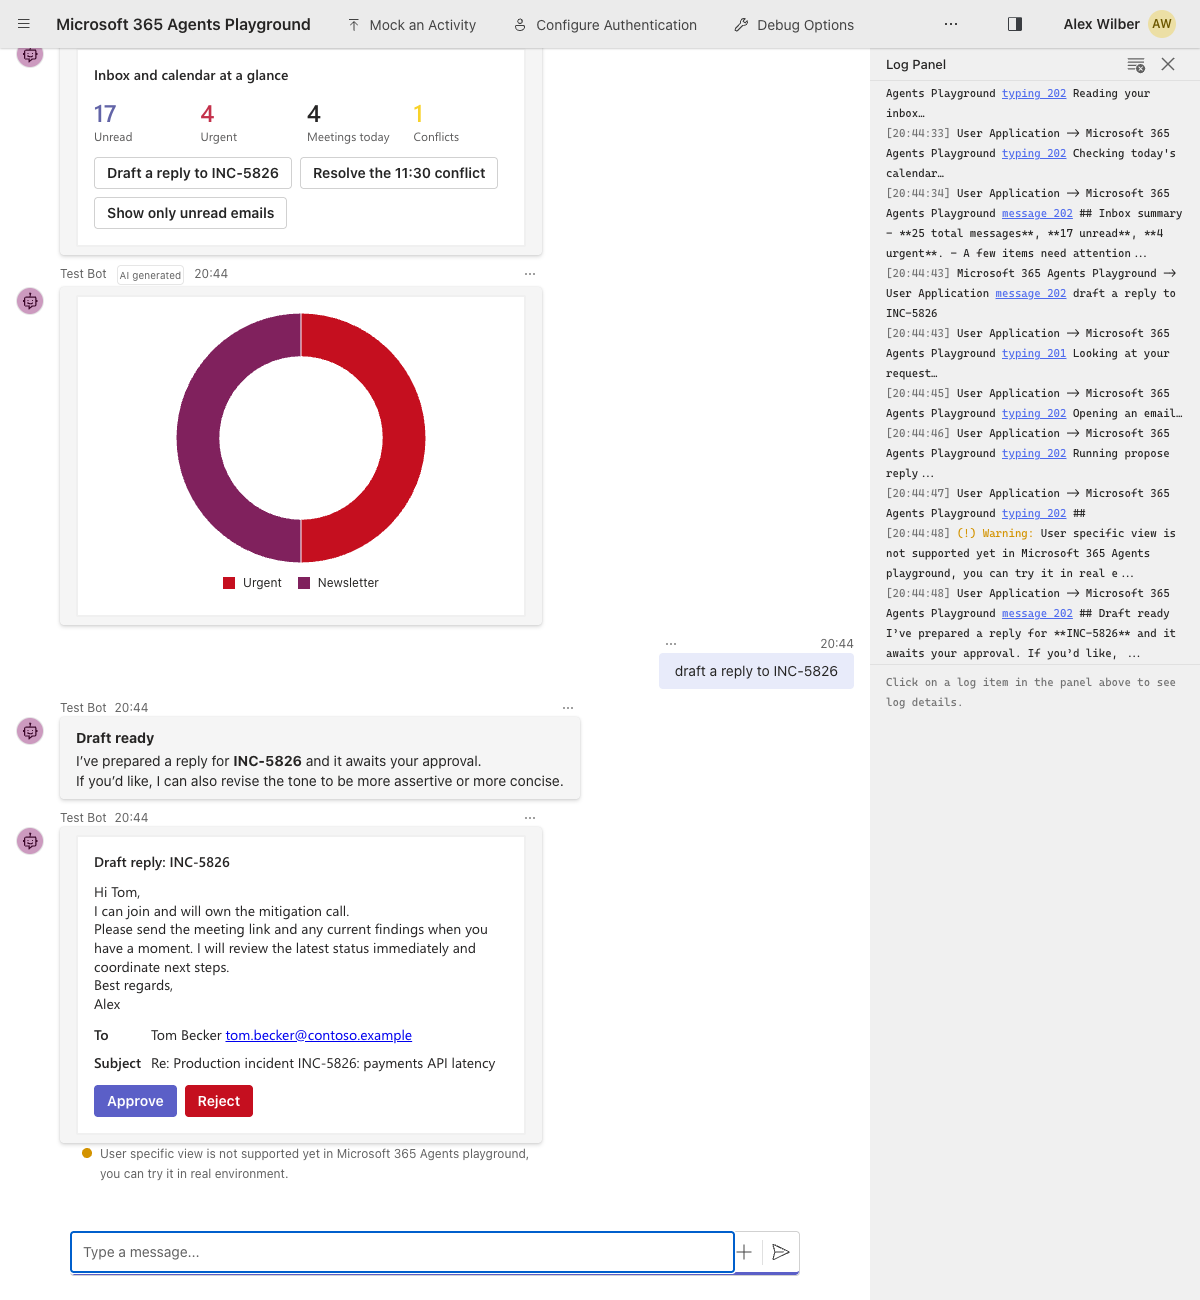 Microsoft 365 Agents Playground
Mock an Activity
Configure Authentication
Debug Options
...
Alex Wilber
AW
Inbox and calendar at a glance
17
4
4
1
Unread
Urgent
Meetings today
Conflicts
Draft a reply to INC-5826
Resolve the 11:30 conflict
Show only unread emails
Test Bot AI generated 20:44
...
Urgent
Newsletter
...
20:44
draft a reply to INC-5826
Test Bot 20:44
...
Draft ready
I’ve prepared a reply for INC-5826 and it awaits your approval.
If you’d like, I can also revise the tone to be more assertive or more concise.
Test Bot 20:44
...
Draft reply: INC-5826
Hi Tom,
I can join and will own the mitigation call.
Please send the meeting link and any current findings when you
have a moment. I will review the latest status immediately and
coordinate next steps.
Best regards,
Alex
To Tom Becker tom.becker@contoso.example
Subject Re: Production incident INC-5826: payments API latency
Approve
Reject
User specific view is not supported yet in Microsoft 365 Agents playground,
you can try it in real environment.
Type a message...
Log Panel
Agents Playground typing 202 Reading your
inbox…
[20:44:33] User Application → Microsoft 365
Agents Playground typing 202 Checking today's
calendar…
[20:44:34] User Application → Microsoft 365
Agents Playground message 202 ## Inbox summary
- **25 total messages**, **17 unread**, **4
urgent**. - A few items need attention...
[20:44:43] Microsoft 365 Agents Playground →
User Application message 202 draft a reply to
INC-5826
[20:44:43] User Application → Microsoft 365
Agents Playground typing 201 Looking at your
request…
[20:44:45] User Application → Microsoft 365
Agents Playground typing 202 Opening an email…
[20:44:46] User Application → Microsoft 365
Agents Playground typing 202 Running propose
reply...
[20:44:47] User Application → Microsoft 365
Agents Playground typing 202 ##
[20:44:48] (!) Warning: User specific view is
not supported yet in Microsoft 365 Agents
playground, you can try it in real e...
[20:44:48] User Application → Microsoft 365
Agents Playground message 202 ## Draft ready
I’ve prepared a reply for **INC-5826** and it
awaits your approval. If you’d like, ...
Click on a log item in the panel above to see
log details.